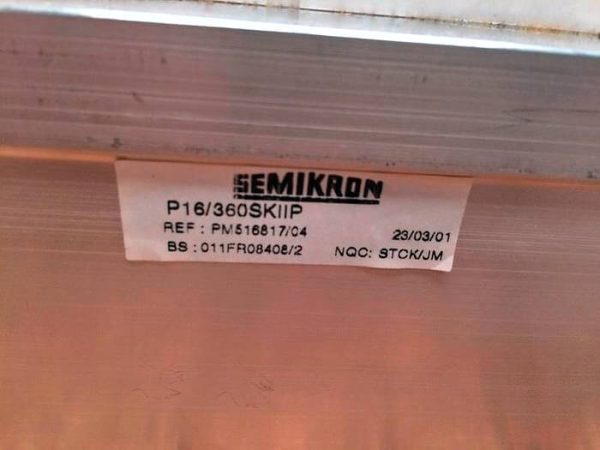 SEMIKRON
P16/360SKIIP
REF : PM516817/04 23/03/01
BS : 011FR08408/2 NQC: STCK/JM